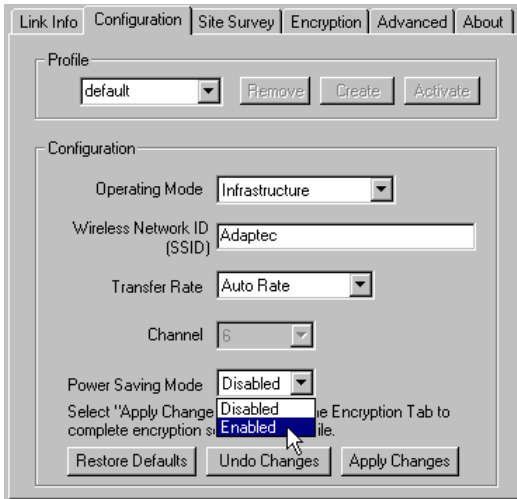 Link Info Configuration Site Survey Encryption Advanced About
Profile
default Remove Create Activate
Configuration
Operating Mode Infrastructure
Wireless Network ID
(SSID) Adaptec
Transfer Rate Auto Rate
Channel 6
Power Saving Mode Disabled
Disabled
Enabled
Select "Apply Change e Encryption Tab to
complete encryption s ile.
Restore Defaults Undo Changes Apply Changes